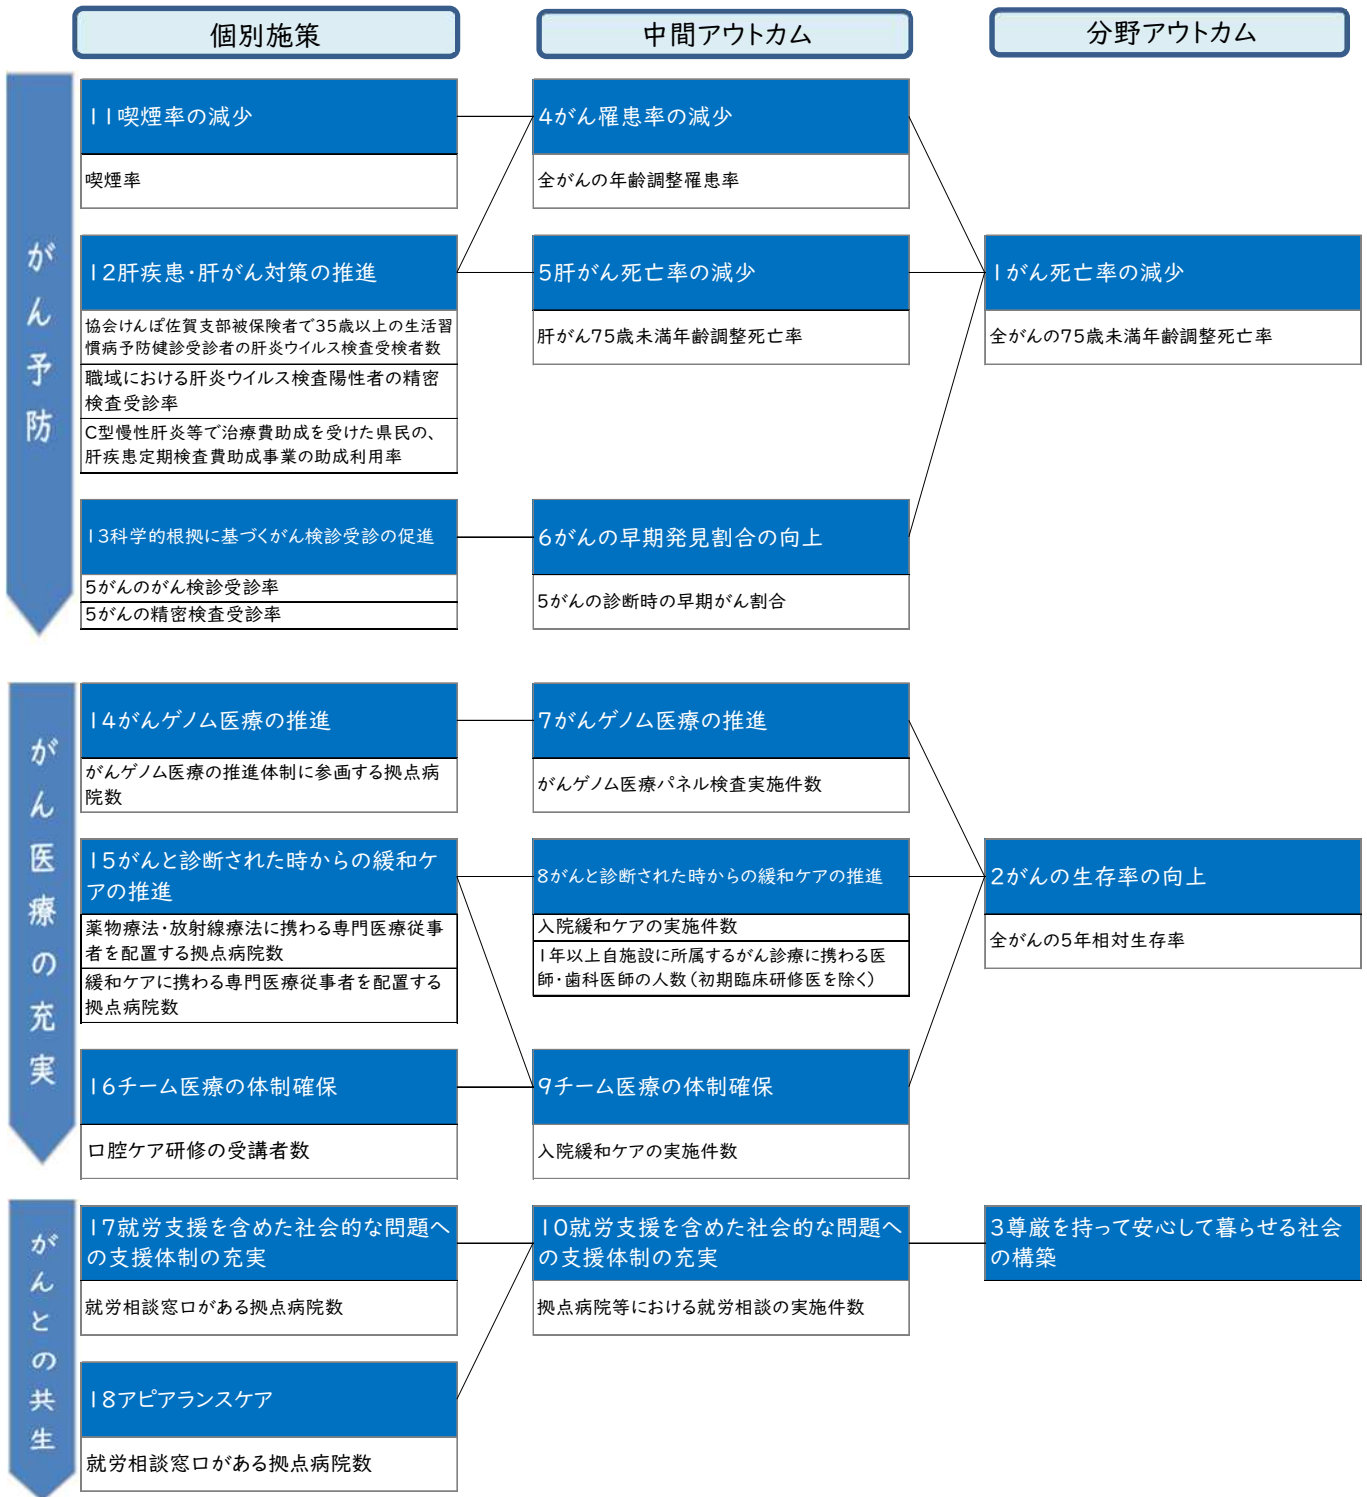 個別施策
中間アウトカム
分野アウトカム
がん予防
11喫煙率の減少
喫煙率
4がん罹患率の減少
全がんの年齢調整罹患率
12肝疾患・肝がん対策の推進
協会けんぽ佐賀支部被保険者で35歳以上の生活習
慣病予防健診受診者の肝炎ウイルス検査受検者数
職域における肝炎ウイルス検査陽性者の精密
検査受診率
C型慢性肝炎等で治療費助成を受けた県民の、
肝疾患定期検査費助成事業の助成利用率
5肝がん死亡率の減少
肝がん75歳未満年齢調整死亡率
1がん死亡率の減少
全がんの75歳未満年齢調整死亡率
13科学的根拠に基づくがん検診受診の促進
5がんのがん検診受診率
5がんの精密検査受診率
6がんの早期発見割合の向上
5がんの診断時の早期がん割合
がん医療の充実
14がんゲノム医療の推進
がんゲノム医療の推進体制に参画する拠点病
院数
7がんゲノム医療の推進
がんゲノム医療パネル検査実施件数
15がんと診断された時からの緩和ケ
アの推進
薬物療法・放射線療法に携わる専門医療従事
者を配置する拠点病院数
緩和ケアに携わる専門医療従事者を配置する
拠点病院数
8がんと診断された時からの緩和ケアの推進
入院緩和ケアの実施件数
1年以上自施設に所属するがん診療に携わる医
師・歯科医師の人数(初期臨床研修医を除く)
2がんの生存率の向上
全がんの5年相対生存率
16チーム医療の体制確保
口腔ケア研修の受講者数
9チーム医療の体制確保
入院緩和ケアの実施件数
がんとの共生
17就労支援を含めた社会的な問題へ
の支援体制の充実
就労相談窓口がある拠点病院数
10就労支援を含めた社会的な問題へ
の支援体制の充実
拠点病院等における就労相談の実施件数
3尊厳を持って安心して暮らせる社会
の構築
18アピアランスケア
就労相談窓口がある拠点病院数